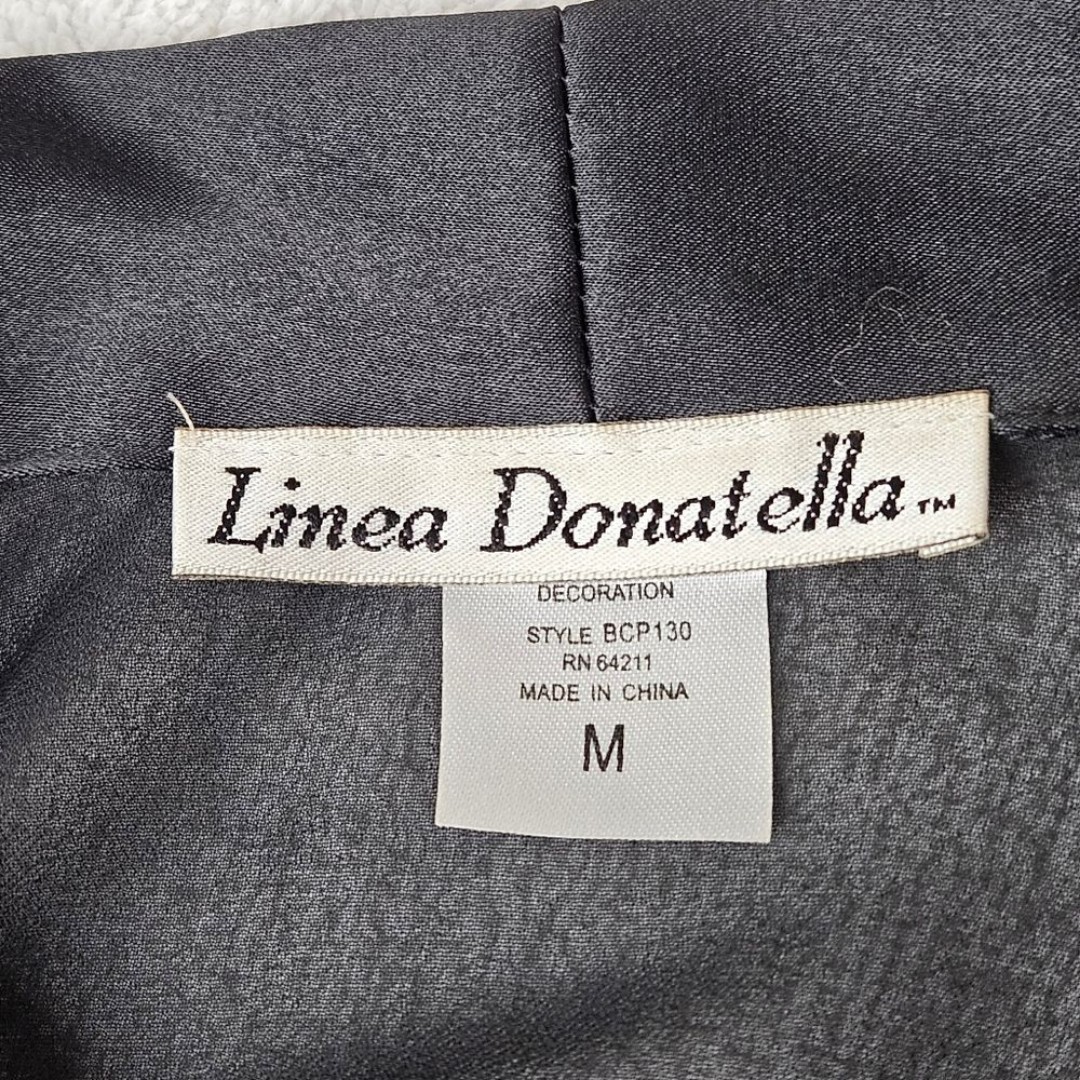 Linea Donatella™
DECORATION
STYLE BCP130
RN 64211
MADE IN CHINA
M